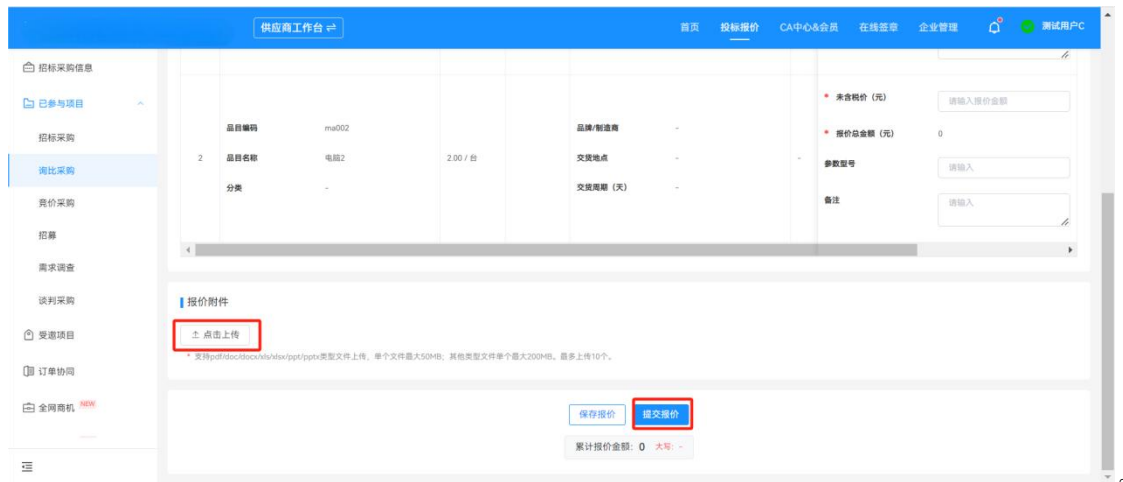 供应商工作台 ⇌
首页 投标报价 CA中心&会员 在线签章 企业管理 测试用户C
招标采购信息
已参与项目
招标采购
询比采购
竞价采购
招募
需求调查
谈判采购
受邀项目
订单协同
全网商机 NEW
2
品目编码 ma002
品目名称 电脑2
分类 -
2.00 / 台
品牌/制造商 -
交货地点 -
交货周期（天） -
-
* 未含税价（元） 请输入报价金额
* 报价总金额（元） 0
参数型号 请输入
备注 请输入
报价附件
点击上传
* 支持pdf/doc/docx/xls/xlsx/ppt/pptx类型文件上传，单个文件最大50MB；其他类型文件单个最大200MB。最多上传10个。
保存报价 提交报价
累计报价金额: 0 大写: -